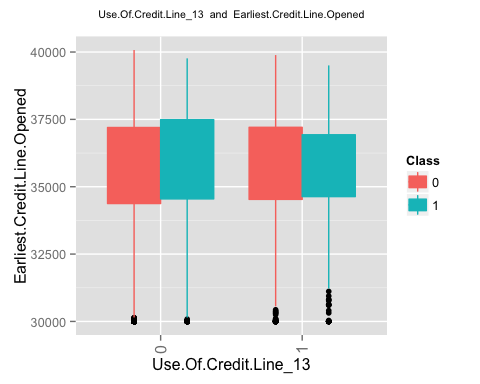 Use.Of.Credit.Line_13 and Earliest.Credit.Line.Opened
40000
37500
35000
32500
30000
Earliest.Credit.Line.Opened
0
1
Use.Of.Credit.Line_13
Class
0
1